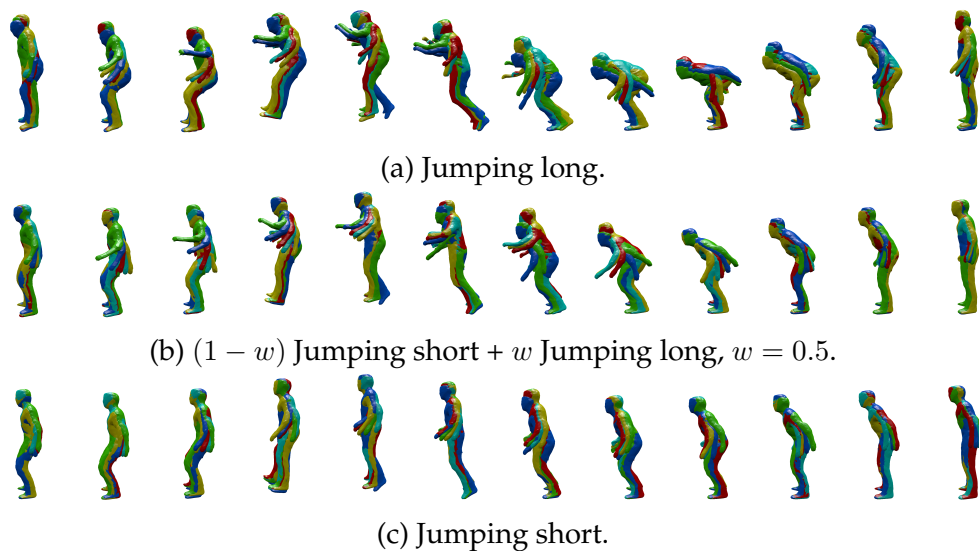 (a) Jumping long.
(b) (1 − w) Jumping short + w Jumping long, w = 0.5.
(c) Jumping short.